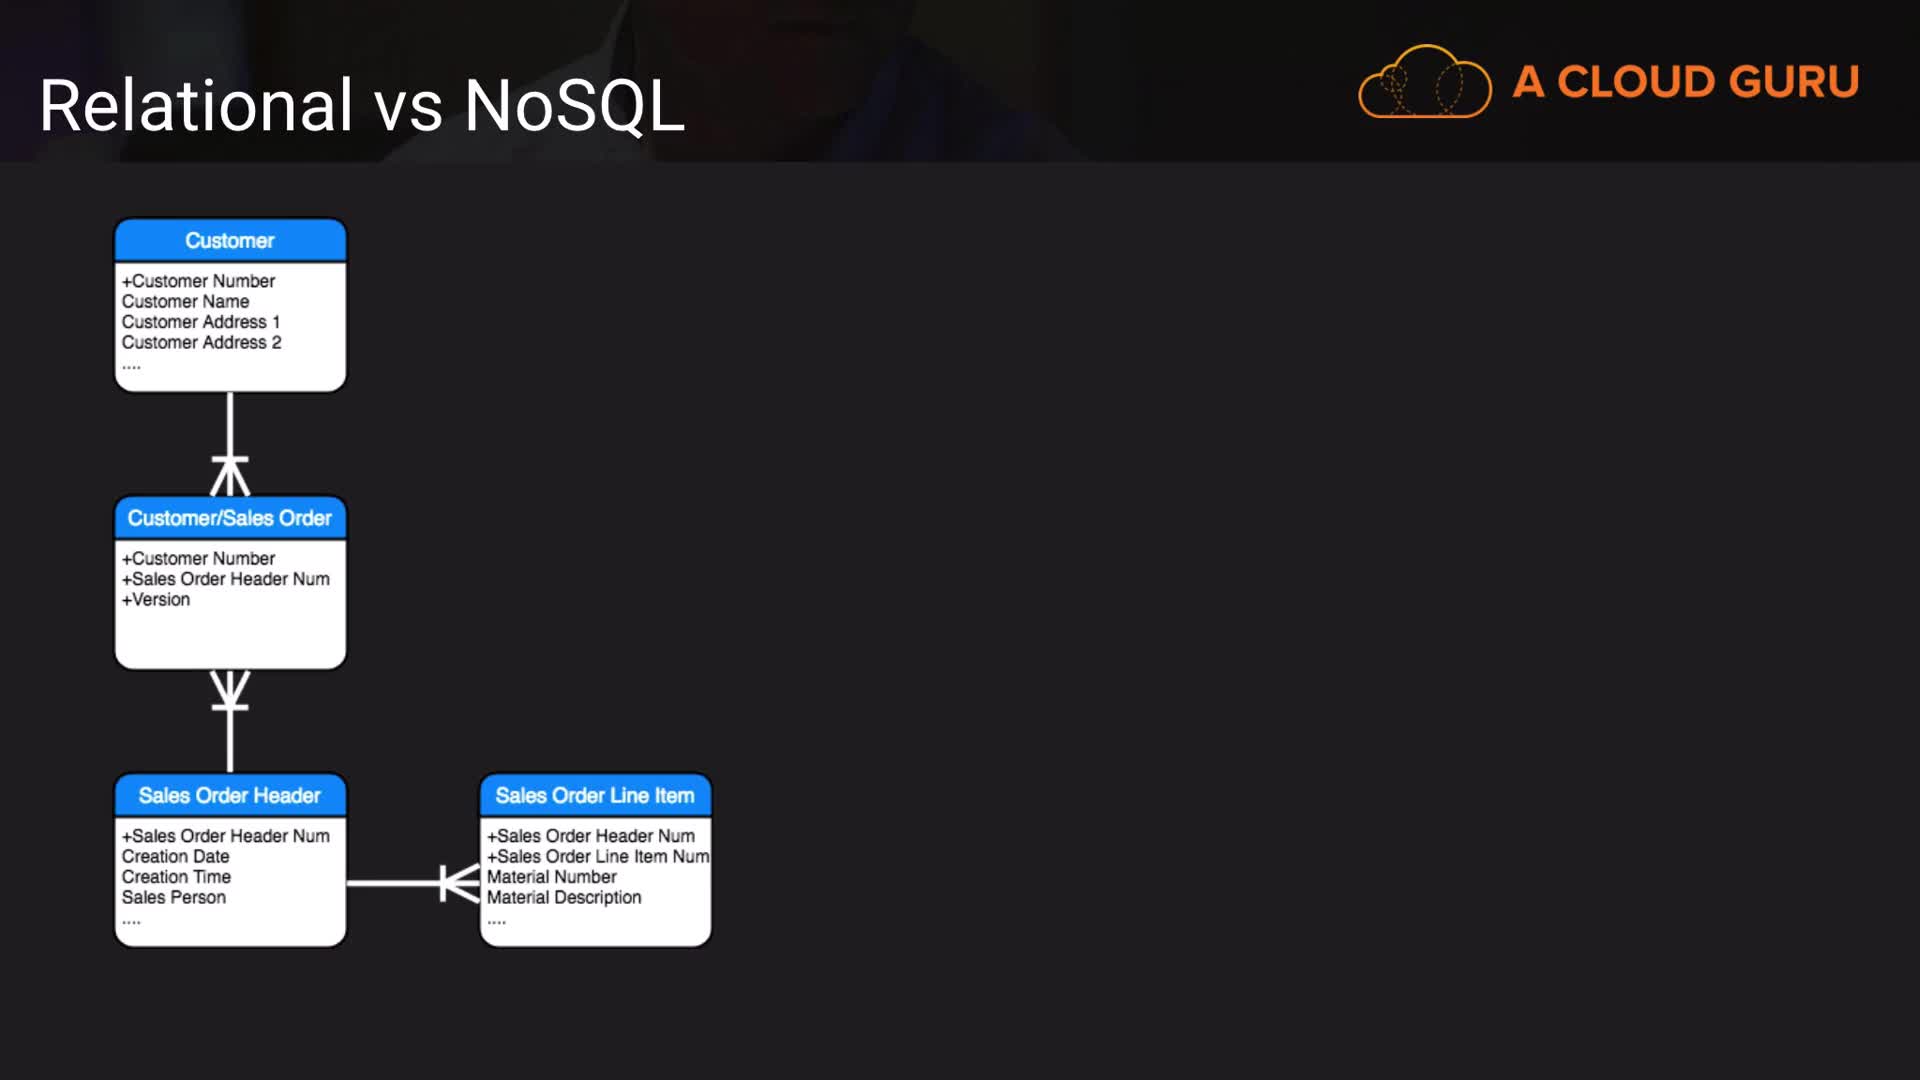 Relational vs NoSQL
A CLOUD GURU
Customer
+Customer Number
Customer Name
Customer Address 1
Customer Address 2
....
Customer/Sales Order
+Customer Number
+Sales Order Header Num
+Version
Sales Order Header
+Sales Order Header Num
Creation Date
Creation Time
Sales Person
....
Sales Order Line Item
+Sales Order Header Num
+Sales Order Line Item Num
Material Number
Material Description
....